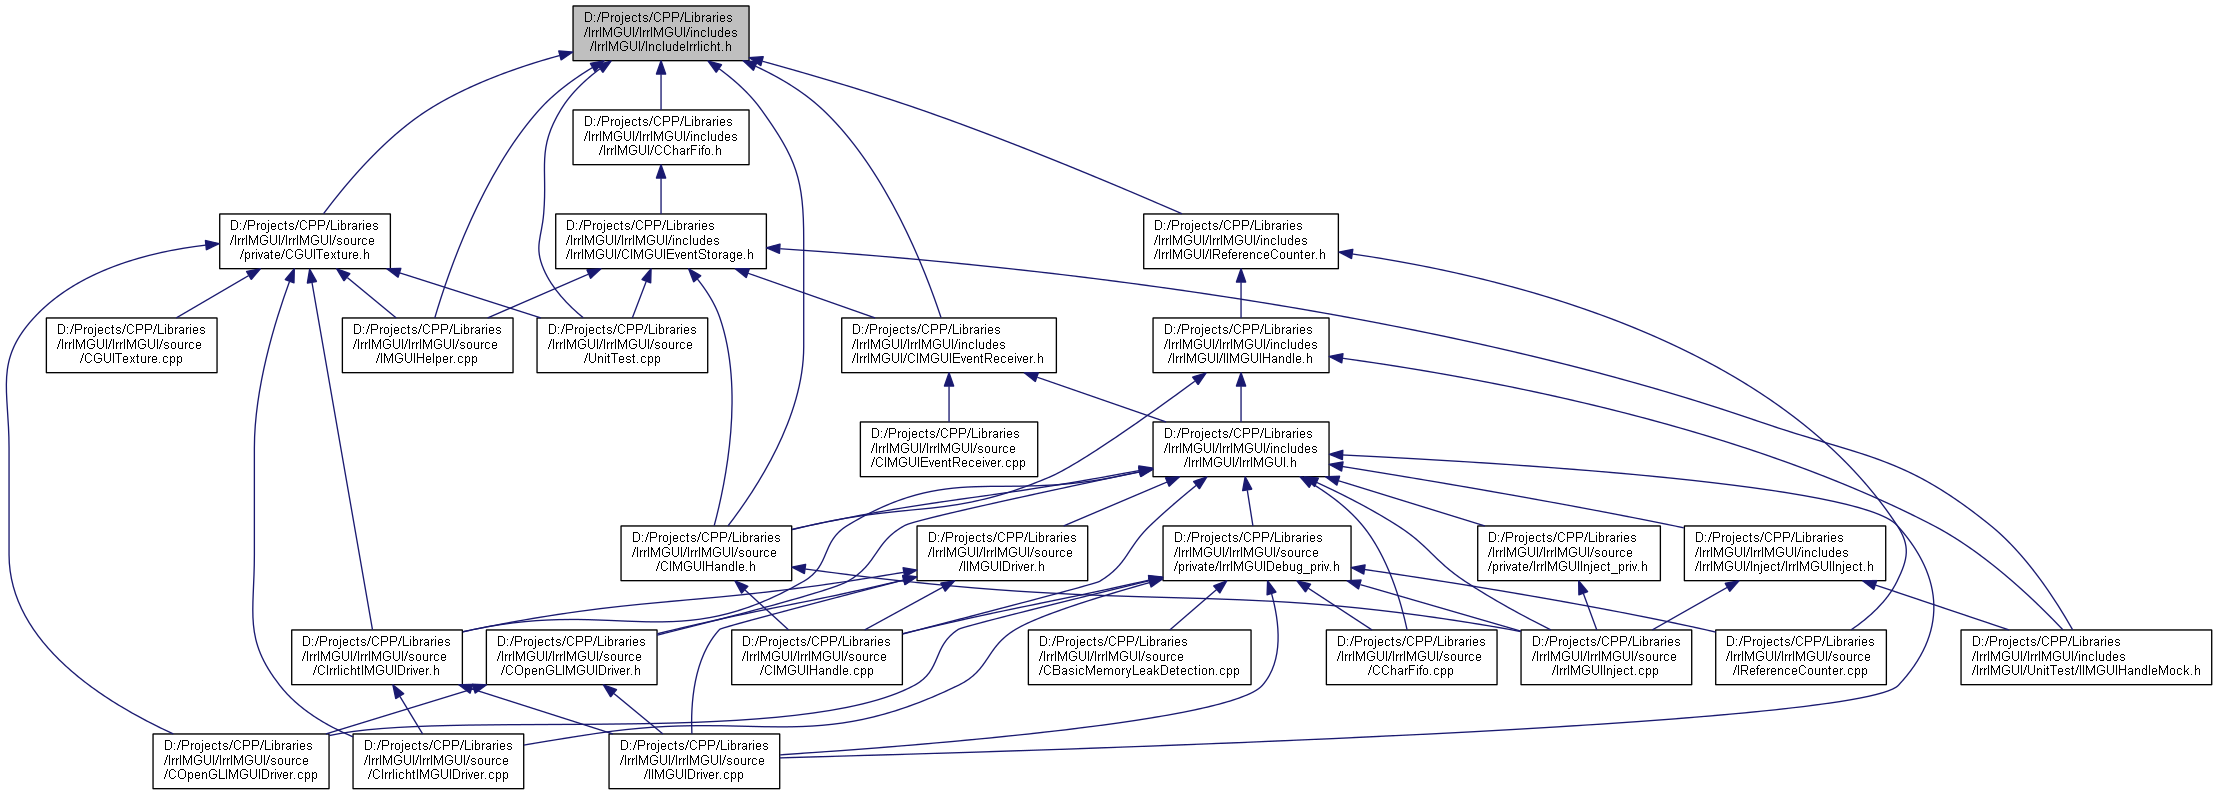 D:/Projects/CPP/Libraries
/IrrIMGUI/IrrIMGUI/includes
/IrrIMGUI/IncludeIrrlicht.h
D:/Projects/CPP/Libraries
/IrrIMGUI/IrrIMGUI/includes
/IrrIMGUI/CCharFifo.h
D:/Projects/CPP/Libraries
/IrrIMGUI/IrrIMGUI/source
/private/CGUITexture.h
D:/Projects/CPP/Libraries
/IrrIMGUI/IrrIMGUI/includes
/IrrIMGUI/CIMGUIEventStorage.h
D:/Projects/CPP/Libraries
/IrrIMGUI/IrrIMGUI/includes
/IrrIMGUI/IReferenceCounter.h
D:/Projects/CPP/Libraries
/IrrIMGUI/IrrIMGUI/source
/CGUITexture.cpp
D:/Projects/CPP/Libraries
/IrrIMGUI/IrrIMGUI/source
/IMGUIHelper.cpp
D:/Projects/CPP/Libraries
/IrrIMGUI/IrrIMGUI/source
/UnitTest.cpp
D:/Projects/CPP/Libraries
/IrrIMGUI/IrrIMGUI/includes
/IrrIMGUI/CIMGUIEventReceiver.h
D:/Projects/CPP/Libraries
/IrrIMGUI/IrrIMGUI/includes
/IrrIMGUI/IIMGUIHandle.h
D:/Projects/CPP/Libraries
/IrrIMGUI/IrrIMGUI/source
/CIMGUIEventReceiver.cpp
D:/Projects/CPP/Libraries
/IrrIMGUI/IrrIMGUI/includes
/IrrIMGUI/IrrIMGUI.h
D:/Projects/CPP/Libraries
/IrrIMGUI/IrrIMGUI/source
/CIMGUIHandle.h
D:/Projects/CPP/Libraries
/IrrIMGUI/IrrIMGUI/source
/IIMGUIDriver.h
D:/Projects/CPP/Libraries
/IrrIMGUI/IrrIMGUI/source
/private/IrrIMGUIDebug_priv.h
D:/Projects/CPP/Libraries
/IrrIMGUI/IrrIMGUI/source
/private/IrrIMGUIInject_priv.h
D:/Projects/CPP/Libraries
/IrrIMGUI/IrrIMGUI/includes
/IrrIMGUI/Inject/IrrIMGUIInject.h
D:/Projects/CPP/Libraries
/IrrIMGUI/IrrIMGUI/source
/CIrrlichtIMGUIDriver.h
D:/Projects/CPP/Libraries
/IrrIMGUI/IrrIMGUI/source
/COpenGLIMGUIDriver.h
D:/Projects/CPP/Libraries
/IrrIMGUI/IrrIMGUI/source
/CIMGUIHandle.cpp
D:/Projects/CPP/Libraries
/IrrIMGUI/IrrIMGUI/source
/CBasicMemoryLeakDetection.cpp
D:/Projects/CPP/Libraries
/IrrIMGUI/IrrIMGUI/source
/CCharFifo.cpp
D:/Projects/CPP/Libraries
/IrrIMGUI/IrrIMGUI/source
/IrrIMGUIInject.cpp
D:/Projects/CPP/Libraries
/IrrIMGUI/IrrIMGUI/source
/IReferenceCounter.cpp
D:/Projects/CPP/Libraries
/IrrIMGUI/IrrIMGUI/includes
/IrrIMGUI/UnitTest/IIMGUIHandleMock.h
D:/Projects/CPP/Libraries
/IrrIMGUI/IrrIMGUI/source
/COpenGLIMGUIDriver.cpp
D:/Projects/CPP/Libraries
/IrrIMGUI/IrrIMGUI/source
/CIrrlichtIMGUIDriver.cpp
D:/Projects/CPP/Libraries
/IrrIMGUI/IrrIMGUI/source
/IIMGUIDriver.cpp